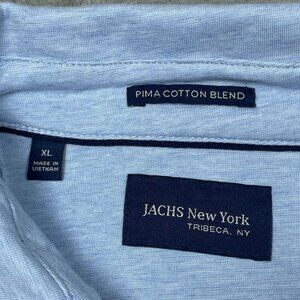 PIMA COTTON BLEND
XL
MADE IN
VIETNAM
JACHS New York
TRIBECA, NY